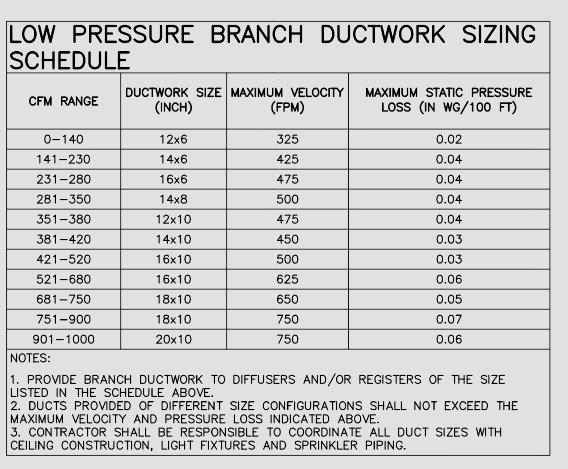 LOW PRESSURE BRANCH DUCTWORK SIZING
SCHEDULE
CFM RANGE DUCTWORK SIZE (INCH) MAXIMUM VELOCITY (FPM) MAXIMUM STATIC PRESSURE LOSS (IN WG/100 FT)
0-140 12x6 325 0.02
141-230 14x6 425 0.04
231-280 16x6 475 0.04
281-350 14x8 500 0.04
351-380 12x10 475 0.04
381-420 14x10 450 0.03
421-520 16x10 500 0.03
521-680 16x10 625 0.06
681-750 18x10 650 0.05
751-900 18x10 750 0.07
901-1000 20x10 750 0.06
NOTES:
1. PROVIDE BRANCH DUCTWORK TO DIFFUSERS AND/OR REGISTERS OF THE SIZE
LISTED IN THE SCHEDULE ABOVE.
2. DUCTS PROVIDED OF DIFFERENT SIZE CONFIGURATIONS SHALL NOT EXCEED THE
MAXIMUM VELOCITY AND PRESSURE LOSS INDICATED ABOVE.
3. CONTRACTOR SHALL BE RESPONSIBLE TO COORDINATE ALL DUCT SIZES WITH
CEILING CONSTRUCTION, LIGHT FIXTURES AND SPRINKLER PIPING.